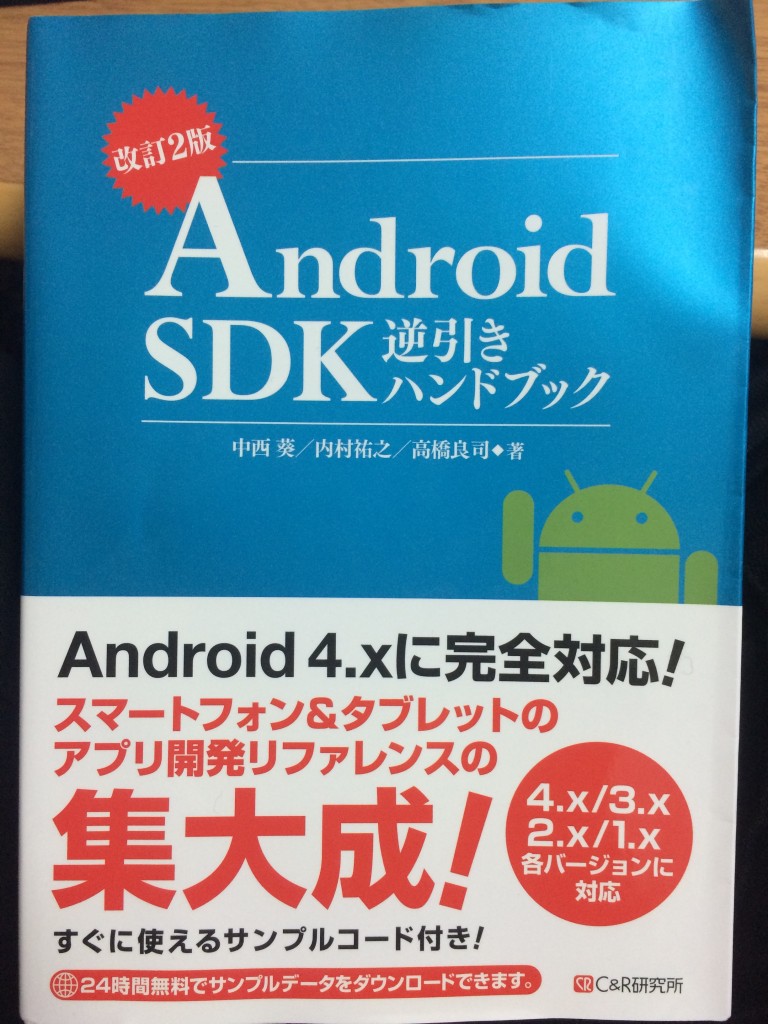 改訂2版
Android
SDK逆引き
ハンドブック
中西 葵／内村祐之／高橋良司◆著
Android 4.xに完全対応!
スマートフォン&タブレットの
アプリ開発リファレンスの
集大成!
4.x/3.x
2.x/1.x
各バージョンに
対応
すぐに使えるサンプルコード付き!
24時間無料でサンプルデータをダウンロードできます。
CR C&R研究所